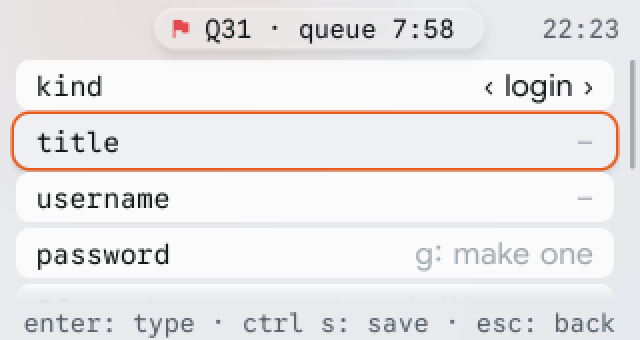 Q31 · queue 7:58
22:23
kind ‹ login ›
title –
username –
password g: make one
enter: type · ctrl s: save · esc: back